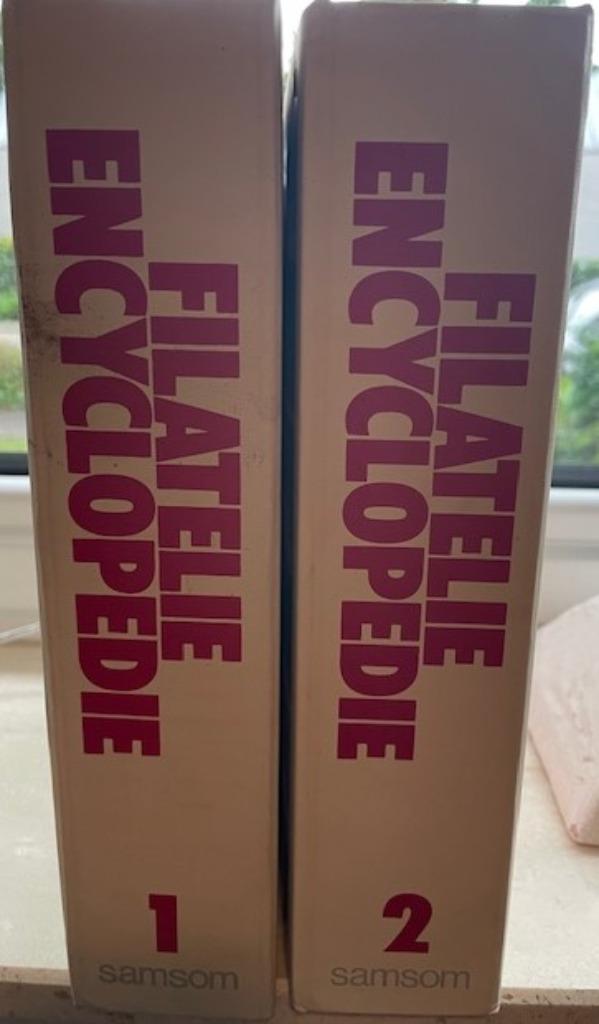 FILATELIE
ENCYCLOPEDIE
1
samsom
FILATELIE
ENCYCLOPEDIE
2
samsom